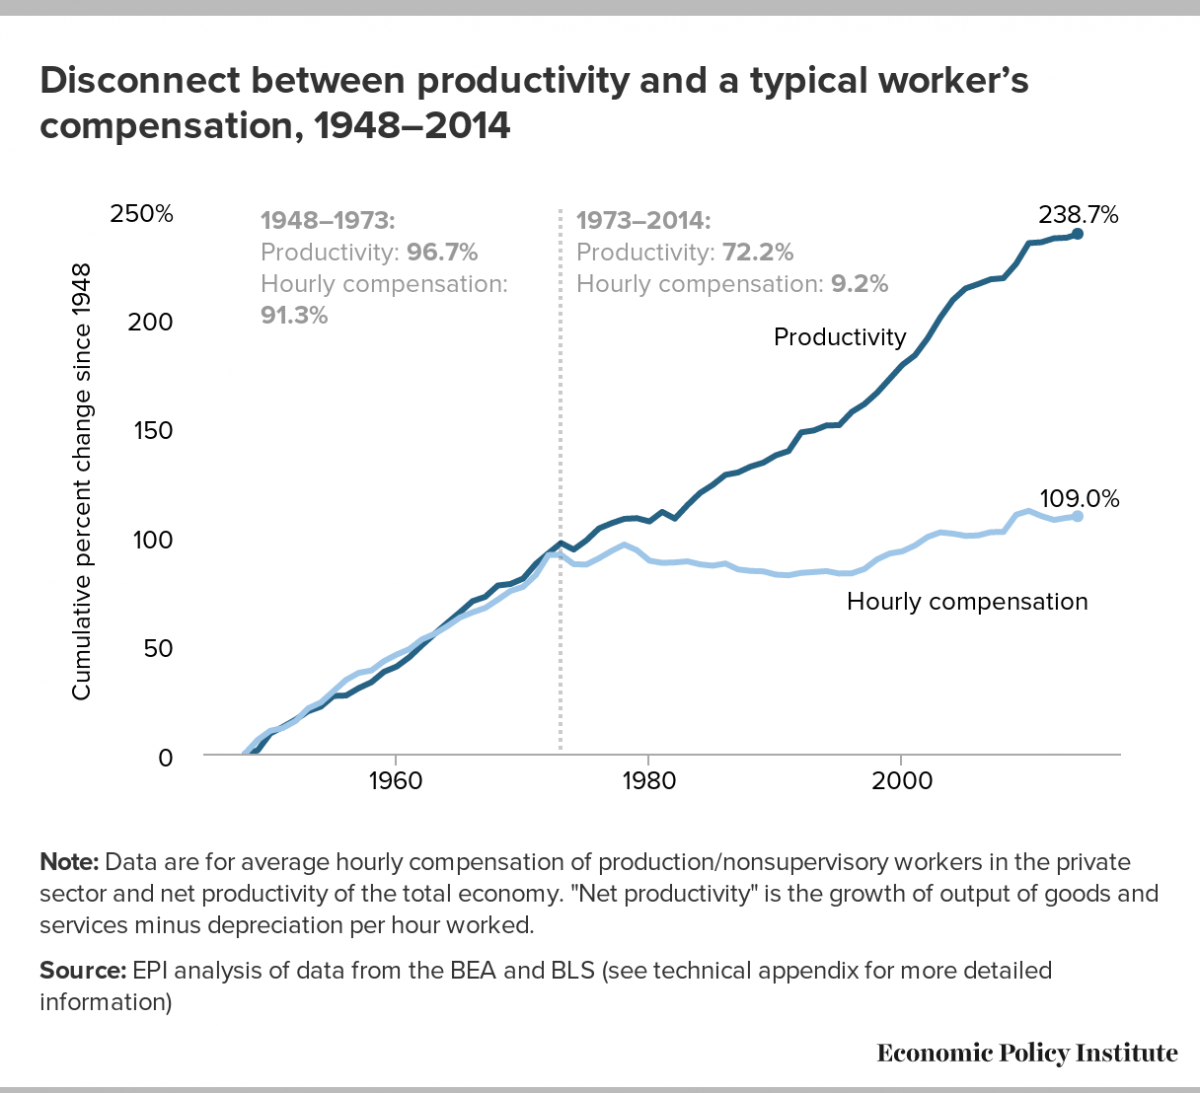 Disconnect between productivity and a typical worker’s
compensation, 1948–2014
250%
200
150
100
50
0
Cumulative percent change since 1948
1948–1973:
Productivity: 96.7%
Hourly compensation:
91.3%
1973–2014:
Productivity: 72.2%
Hourly compensation: 9.2%
238.7%
Productivity
109.0%
Hourly compensation
1960
1980
2000
Note: Data are for average hourly compensation of production/nonsupervisory workers in the private
sector and net productivity of the total economy. "Net productivity" is the growth of output of goods and
services minus depreciation per hour worked.
Source: EPI analysis of data from the BEA and BLS (see technical appendix for more detailed
information)
Economic Policy Institute